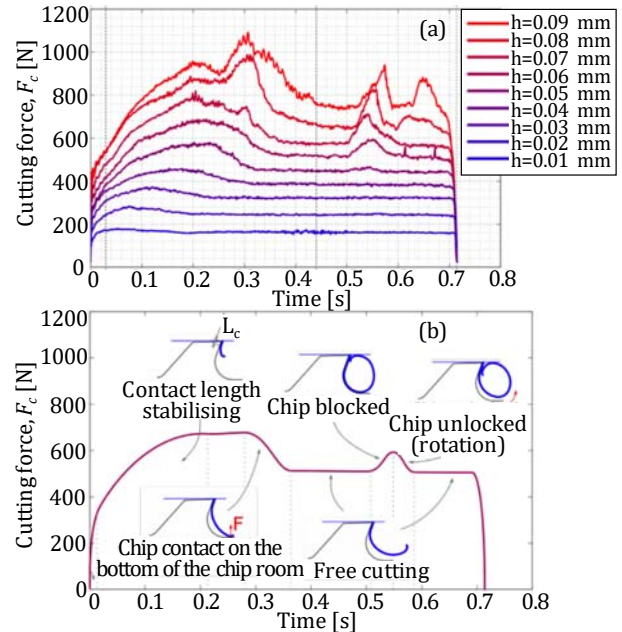 1200
1000
800
600
400
200
0
Cutting force, F_c [N]
(a)
h=0.09 mm
h=0.08 mm
h=0.07 mm
h=0.06 mm
h=0.05 mm
h=0.04 mm
h=0.03 mm
h=0.02 mm
h=0.01 mm
0 0.1 0.2 0.3 0.4 0.5 0.6 0.7 0.8
Time [s]
1200
1000
800
600
400
200
0
Cutting force, F_c [N]
(b)
L_c
Contact length
stabilising
Chip blocked
Chip unlocked
(rotation)
F
Chip contact on the
bottom of the chip room
Free cutting
0 0.1 0.2 0.3 0.4 0.5 0.6 0.7 0.8
Time [s]